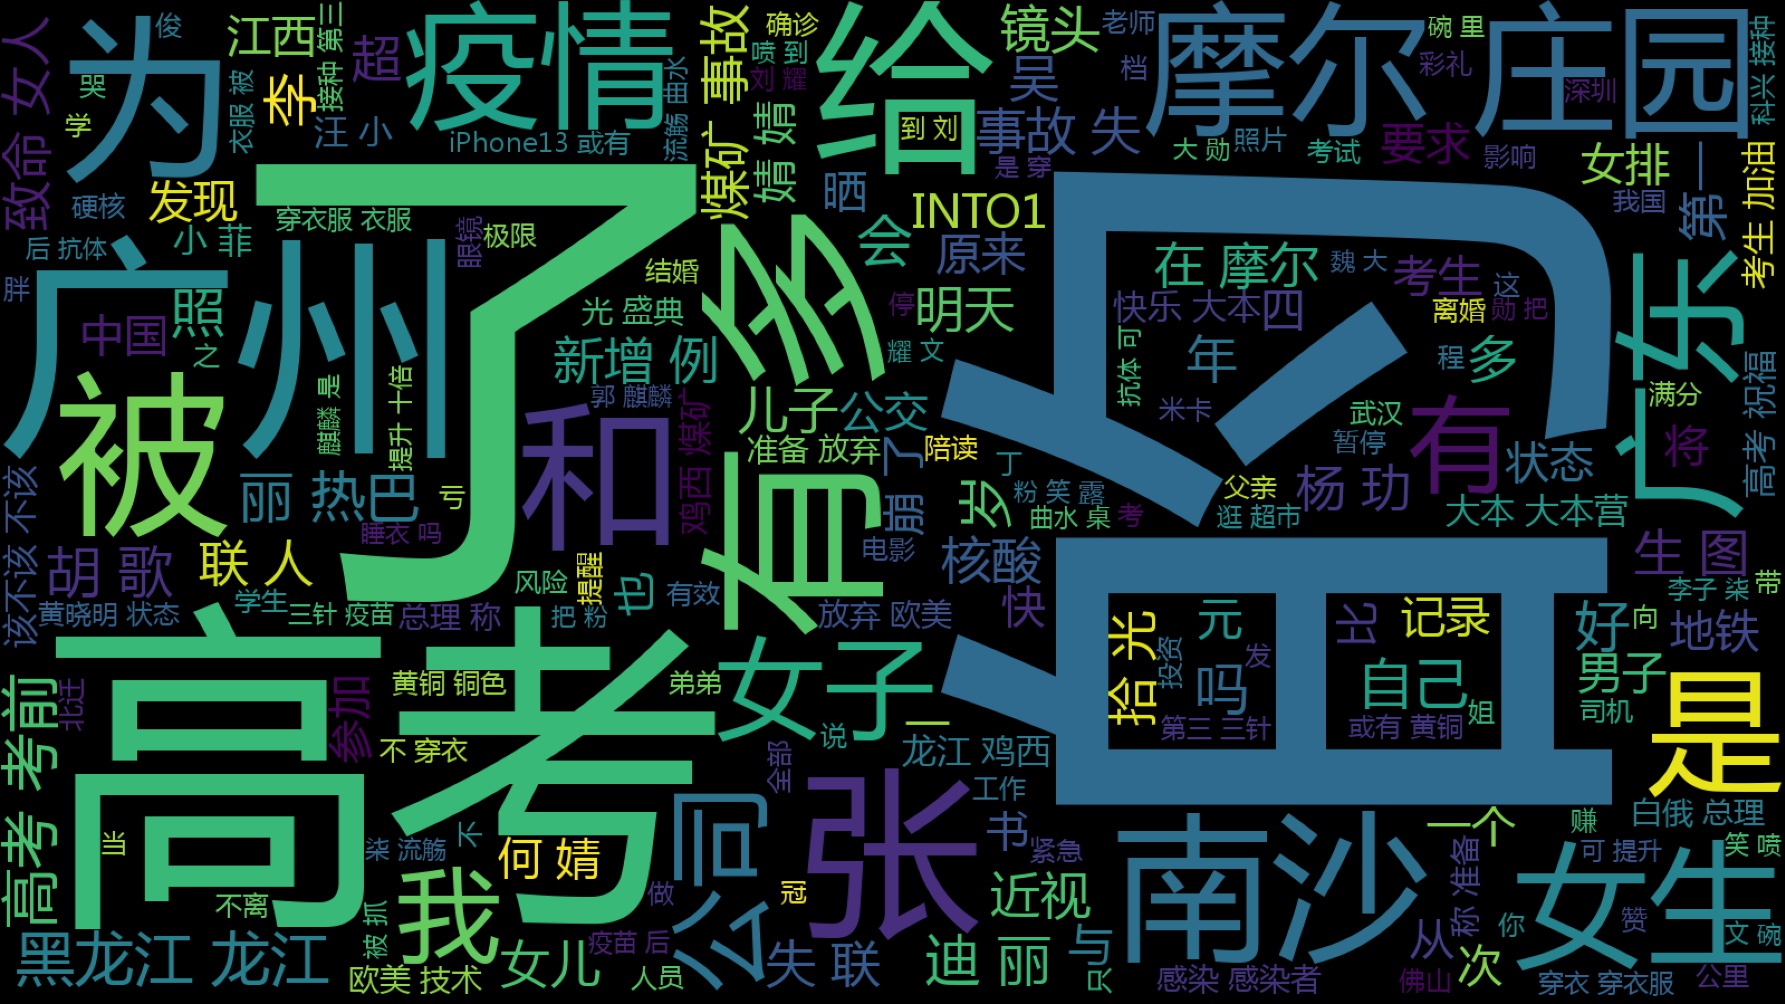 为
俊
江西
接种 第三
超
疫情
给
镜头
老师
碗 里
摩尔 庄园
彩礼
深圳
科兴 接种
致命 女人
哭
学
衣服 被
李
汪 小
iPhone13 或有
流觞 曲水
煤矿 事故
确诊
喷 到
刘 耀
婧 婧
到 刘
吴
档
事故 失
是 穿
大 勋
照片
考试
要求
影响
女排
我国
第一
考生 加油
硬核
发现
穿衣服 衣服
眼镜
极限
晒
INTO1
会
原来
后 抗体
小 菲
胖
广州
了
结婚
多
在 摩尔
魏 大
考生
这
广东
中国
照
之
光 盛典
停
明天
快乐 大本
四
离婚
勋 把
新增 例
耀 文
抗体 可
年
程
多
高考 祝福
被
麒麟 是
提升 十倍
郭 麒麟
鸡西 煤矿
儿子
公交
米卡
武汉
满分
和
准备 放弃
崩 了
陪读
今
暂停
有
将
丽 热巴
亏
有
岁
丁
粉 笑 露
父亲
杨 玏
状态
该不该 不该
睡衣 吗
电影
曲水 桌
考
逛 超市
大本 大本营
胡 歌
联 人
风险
提醒
也
有效
核酸
生 图
黄晓明 状态
学生
三针 疫苗
总理 称
把 粉
放弃 欧美
快
李子 柒
带
高考
女子
拾 光
元
比
记录
好
向
地铁
黄铜 铜色
弟弟
投资
吗
发
自己
男子
高考 考前
北迁
参加
不 穿衣
说
一
第三 三针
或有 黄铜
姐
司机
是
龙江 鸡西
全部
曰
工作
白俄 总理
当
柒 流觞
不
何 婧
公司
张
书
紧急
南沙
一个
赚
称 准备
可 提升
笑 喷
不离
我
做
冠
近视
女生
被 抓
从
次
你
赞
文 碗
黑龙江 龙江
欧美 技术
女儿
疫苗 后
人员
失 联
迪 丽
与
只
感染 感染者
佛山
穿衣 穿衣服
公里